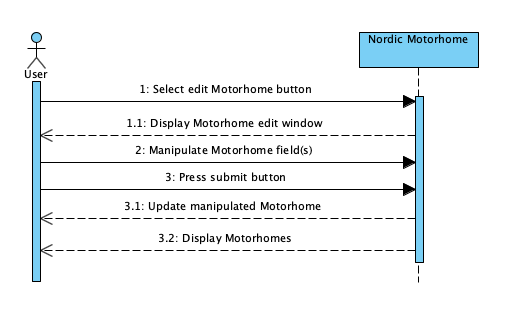 Nordic Motorhome
User
1: Select edit Motorhome button
1.1: Display Motorhome edit window
2: Manipulate Motorhome field(s)
3: Press submit button
3.1: Update manipulated Motorhome
3.2: Display Motorhomes